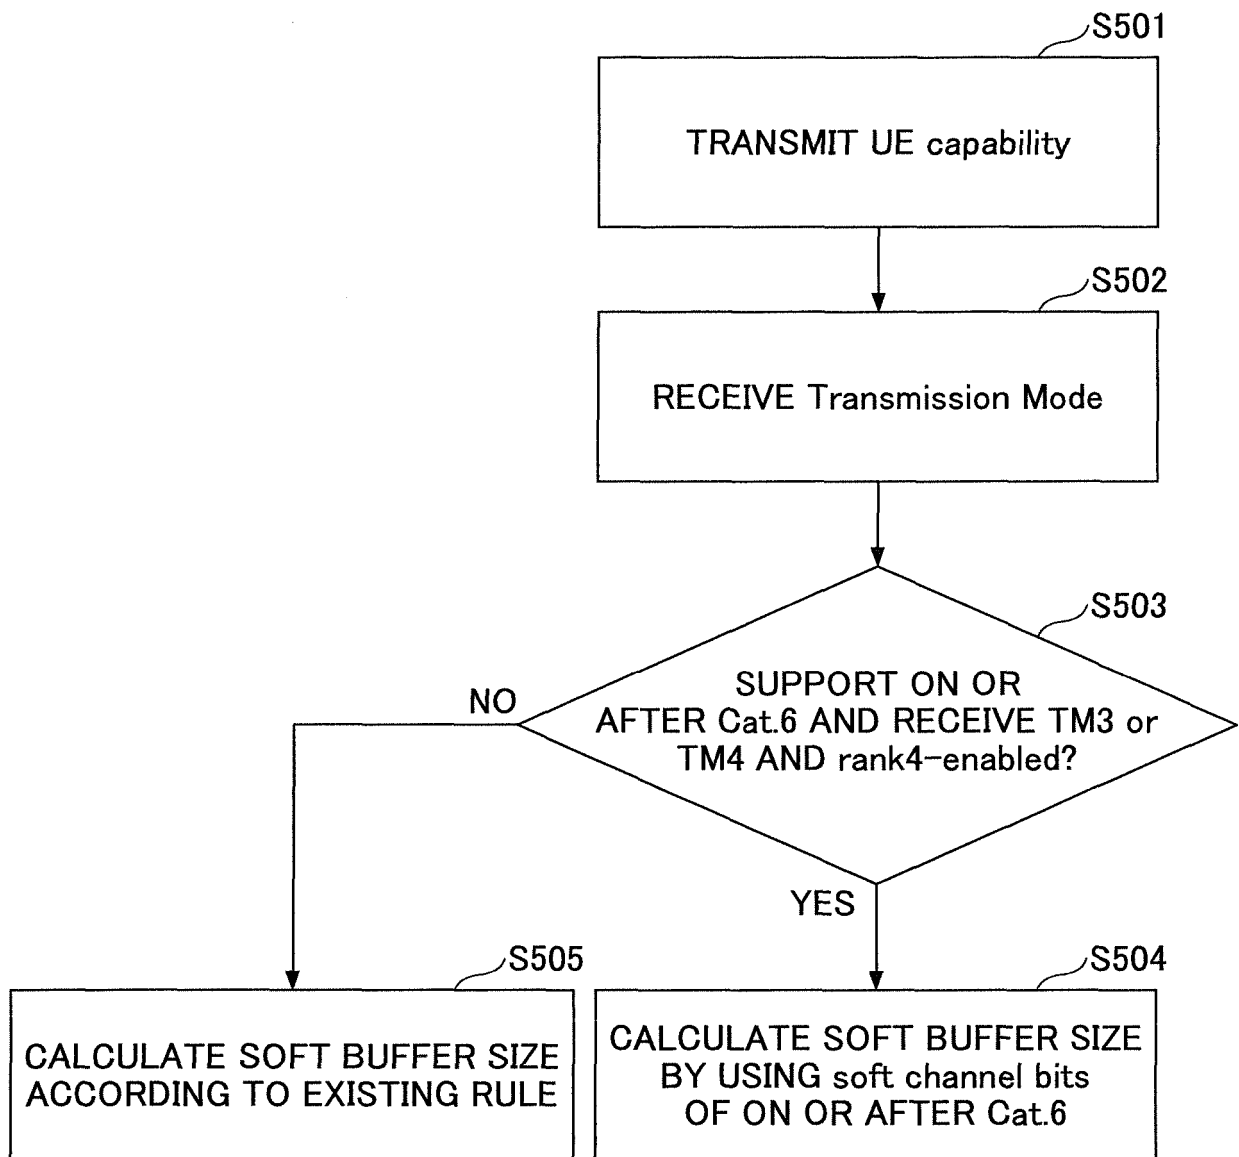 S501
TRANSMIT UE capability
S502
RECEIVE Transmission Mode
S503
SUPPORT ON OR
AFTER Cat.6 AND RECEIVE TM3 or
TM4 AND rank4-enabled?
NO
YES
S505
CALCULATE SOFT BUFFER SIZE
ACCORDING TO EXISTING RULE
S504
CALCULATE SOFT BUFFER SIZE
BY USING soft channel bits
OF ON OR AFTER Cat.6